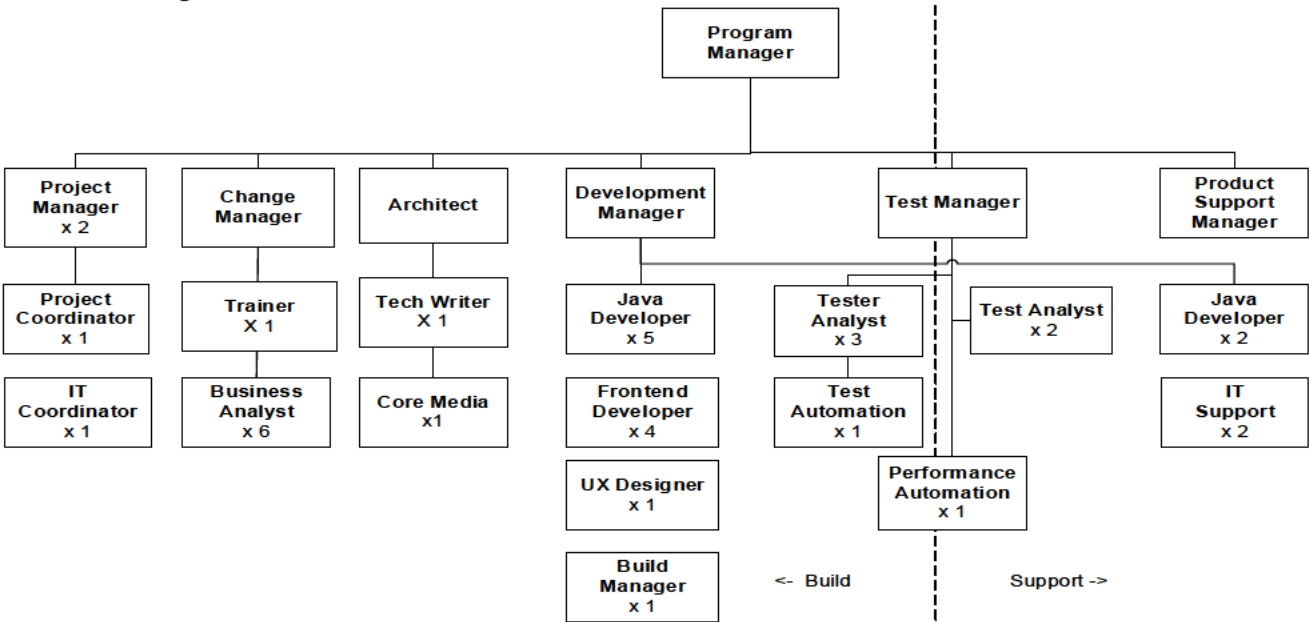 Program
Manager
Project
Manager
x 2
Change
Manager
Architect
Development
Manager
Test Manager
Product
Support
Manager
Project
Coordinator
x 1
Trainer
X 1
Tech Writer
X 1
Java
Developer
x 5
Tester
Analyst
x 3
Test Analyst
x 2
Java
Developer
x 2
IT
Coordinator
x 1
Business
Analyst
x 6
Core Media
x1
Frontend
Developer
x 4
Test
Automation
x 1
IT
Support
x 2
UX Designer
x 1
Performance
Automation
x 1
Build
Manager
x 1
<- Build
Support ->